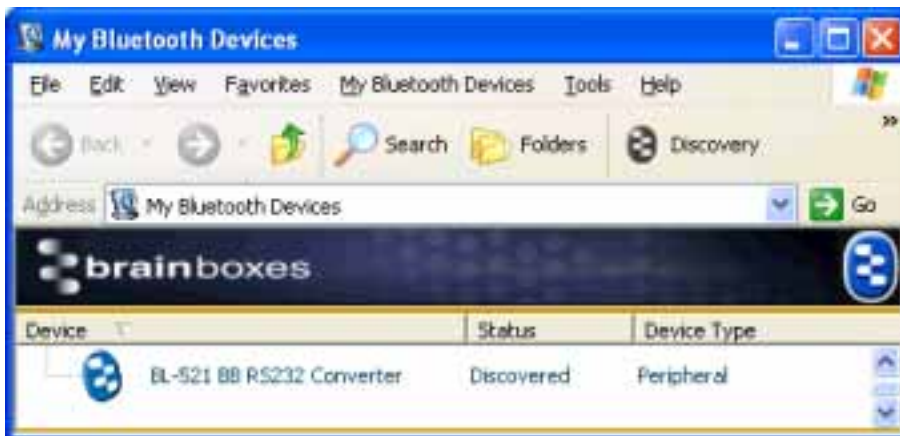 My Bluetooth Devices
File Edit View Favorites My Bluetooth Devices Tools Help
Back Search Folders Discovery »
Address My Bluetooth Devices Go
brainboxes
Device Status Device Type
BL-521 BB RS232 Converter Discovered Peripheral